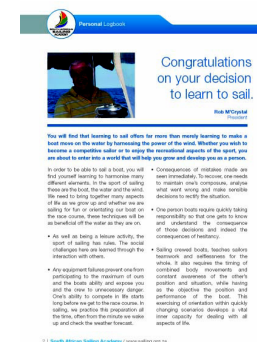 SAILING
Personal Logbook
Congratulations
on your decision
to learn to sail.
Rob M'Crystal
President
You will find that learning to sail offers far more than merely learning to make a
boat move on the water by harnessing the power of the wind. Whether you wish to
become a competitive sailor or to enjoy the recreational aspects of the sport, you
are about to enter into a world that will help you grow and develop you as a person.
In order to be able to sail a boat, you will
find yourself learning to harmonize many
different elements. In the sport of sailing
these are the boat, the water and the wind.
We need to bring together many aspects
of life as we grow up and whether we are
sailing for fun or orientating our boat on
the race course, these techniques will be
as beneficial off the water as they are on.
• As well as being a leisure activity, the
sport of sailing has rules. The social
challenges here are learned through the
interaction with others.
• Any equipment failures prevent one from
participating to the maximum of ours
and the boats ability and expose you
and the crew to unnecessary danger.
One's ability to compete in life starts
long before we get to the race course. In
sailing, we practice this preparation all
the time, often from the minute we wake
up and check the weather forecast.
• Consequences of mistakes made are
seen immediately. To recover, one needs
to maintain one's composure, analyse
what went wrong and make sensible
decisions to rectify the situation.
• One person boats require quickly taking
responsibility so that one gets to know
and understand the consequence
of those decisions and indeed the
consequences of hesitancy.
• Sailing crewed boats, teaches sailors
teamwork and selflessness for the
whole. It also requires the timing of
combined body movements and
constant awareness of the other's
position and situation, while having
as the objective the position and
performance of the boat. This
exercising of orientation within quickly
changing scenarios develops a vital
inner capacity for dealing with all
aspects of life.
2 | South African Sailing Academy | www.sailing.org.za